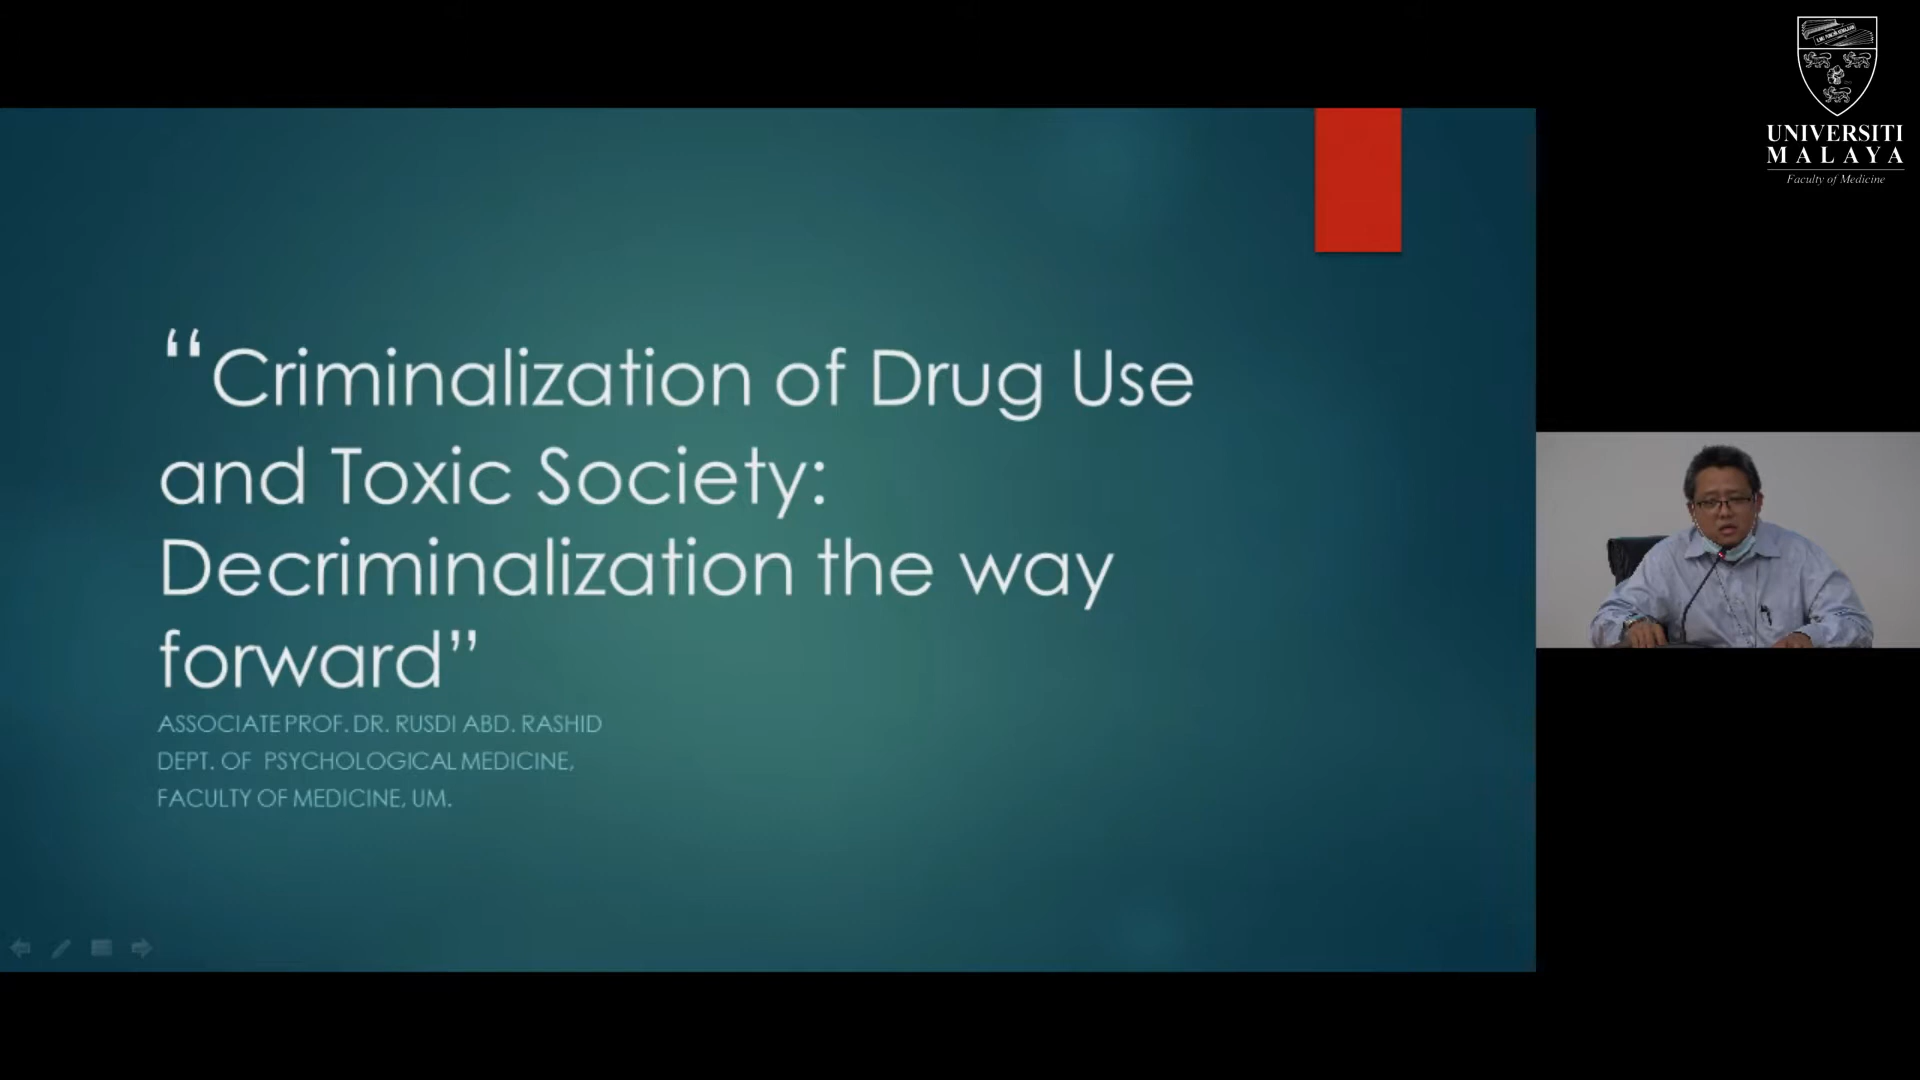 UNIVERSITI
MALAYA
Faculty of Medicine
“Criminalization of Drug Use
and Toxic Society:
Decriminalization the way
forward”
ASSOCIATE PROF. DR. RUSDI ABD. RASHID
DEPT. OF PSYCHOLOGICAL MEDICINE,
FACULTY OF MEDICINE, UM.